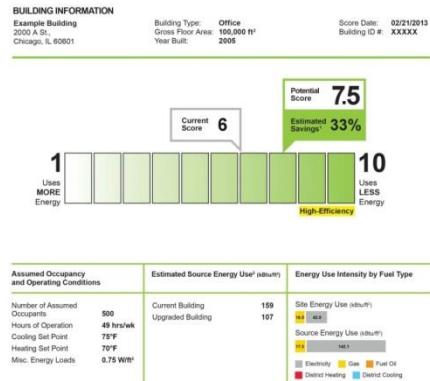 BUILDING INFORMATION
Example Building
2000 A St.,
Chicago, IL 60601
Building Type: Office
Gross Floor Area: 100,000 ft²
Year Built: 2005
Score Date: 02/21/2013
Building ID #: XXXXX
Potential Score 7.5
Estimated Savings¹ 33%
Current Score 6
1
Uses
MORE
Energy
10
Uses
LESS
Energy
High-Efficiency
Assumed Occupancy
and Operating Conditions
Number of Assumed
Occupants 500
Hours of Operation 49 hrs/wk
Cooling Set Point 75°F
Heating Set Point 70°F
Misc. Energy Loads 0.75 W/ft²
Estimated Source Energy Use² (kBtu/ft²)
Current Building 159
Upgraded Building 107
Energy Use Intensity by Fuel Type
Site Energy Use (kBtu/ft²)
Source Energy Use (kBtu/ft²)
Electricity Gas Fuel Oil
District Heating District Cooling